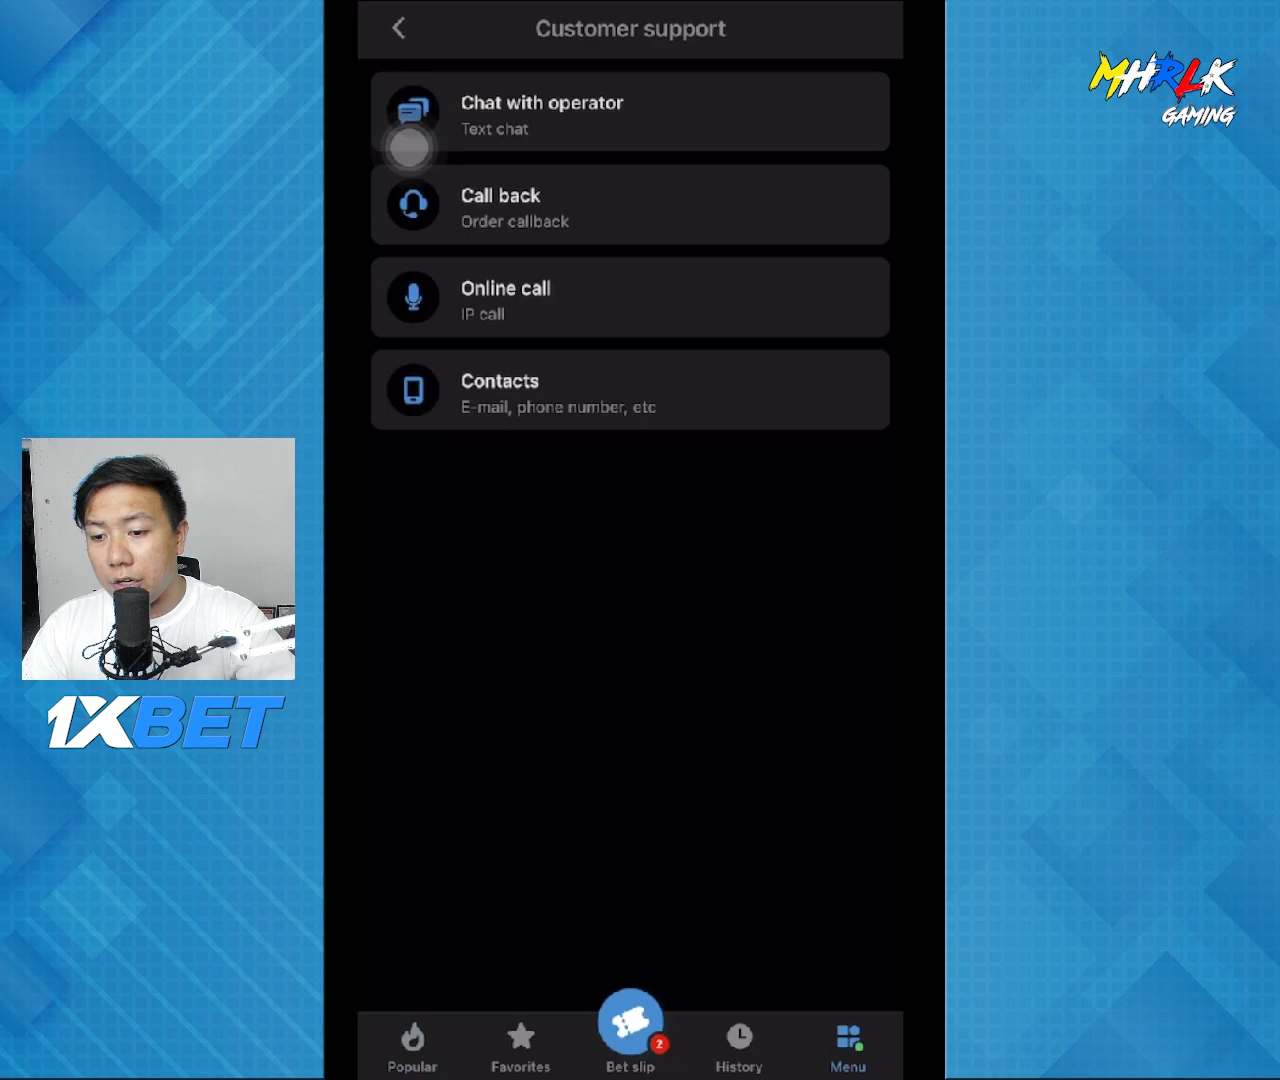 Customer support
MHRLK
GAMING
Chat with operator
Text chat
Call back
Order callback
Online call
IP call
Contacts
E-mail, phone number, etc
1XBET
2
Popular
Favorites
Bet slip
History
Menu